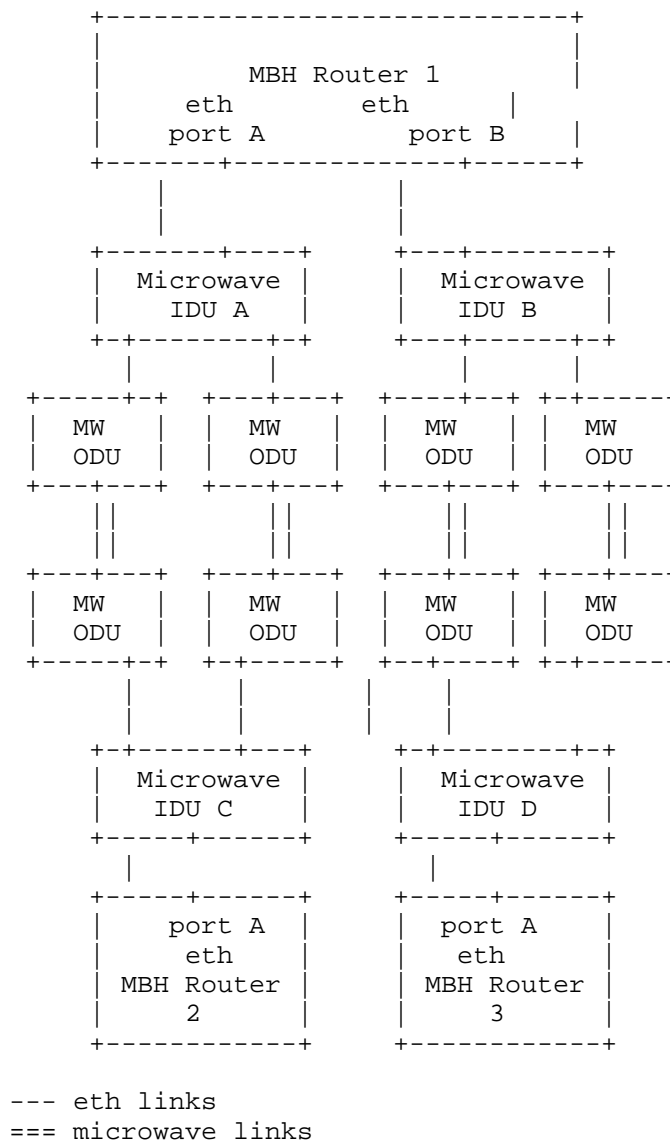 MBH Router 1
eth eth
port A port B
Microwave Microwave
IDU A IDU B
MW MW MW MW
ODU ODU ODU ODU
MW MW MW MW
ODU ODU ODU ODU
Microwave Microwave
IDU C IDU D
port A port A
eth eth
MBH Router MBH Router
2 3
--- eth links
=== microwave links